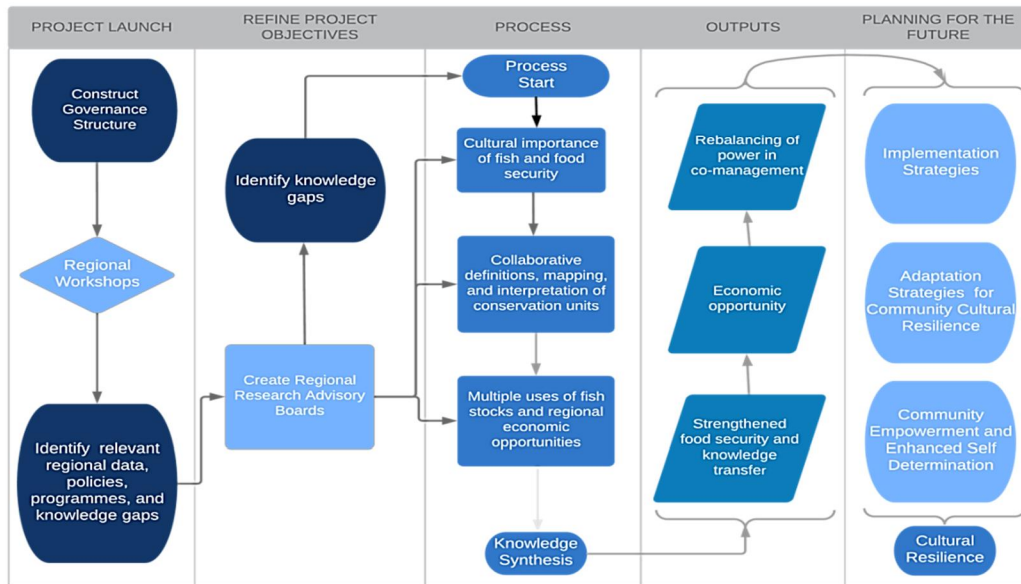 PROJECT LAUNCH
REFINE PROJECT
OBJECTIVES
PROCESS
OUTPUTS
PLANNING FOR THE
FUTURE
Construct
Governance
Structure
Regional
Workshops
Identify relevant
regional data,
policies,
programmes, and
knowledge gaps
Identify knowledge
gaps
Create Regional
Research Advisory
Boards
Process
Start
Cultural importance
of fish and food
security
Collaborative
definitions, mapping,
and interpretation of
conservation units
Multiple uses of fish
stocks and regional
economic
opportunities
Knowledge
Synthesis
Rebalancing of
power in
co-management
Economic
opportunity
Strengthened
food security and
knowledge
transfer
Implementation
Strategies
Adaptation
Strategies for
Community Cultural
Resilience
Community
Empowerment and
Enhanced Self
Determination
Cultural
Resilience